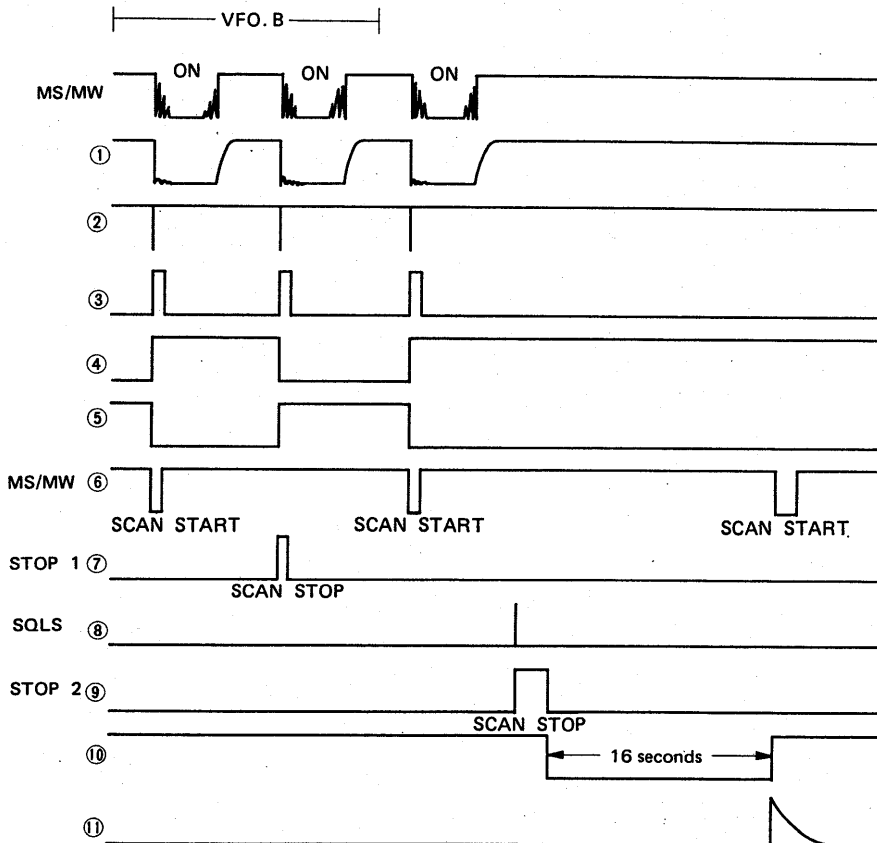 VFO. B
ON ON ON
MS/MW
①
②
③
④
⑤
MS/MW ⑥
SCAN START SCAN START SCAN START.
STOP 1 ⑦
SCAN STOP
SQLS ⑧
STOP 2 ⑨
SCAN STOP
⑩ 16 seconds
⑪